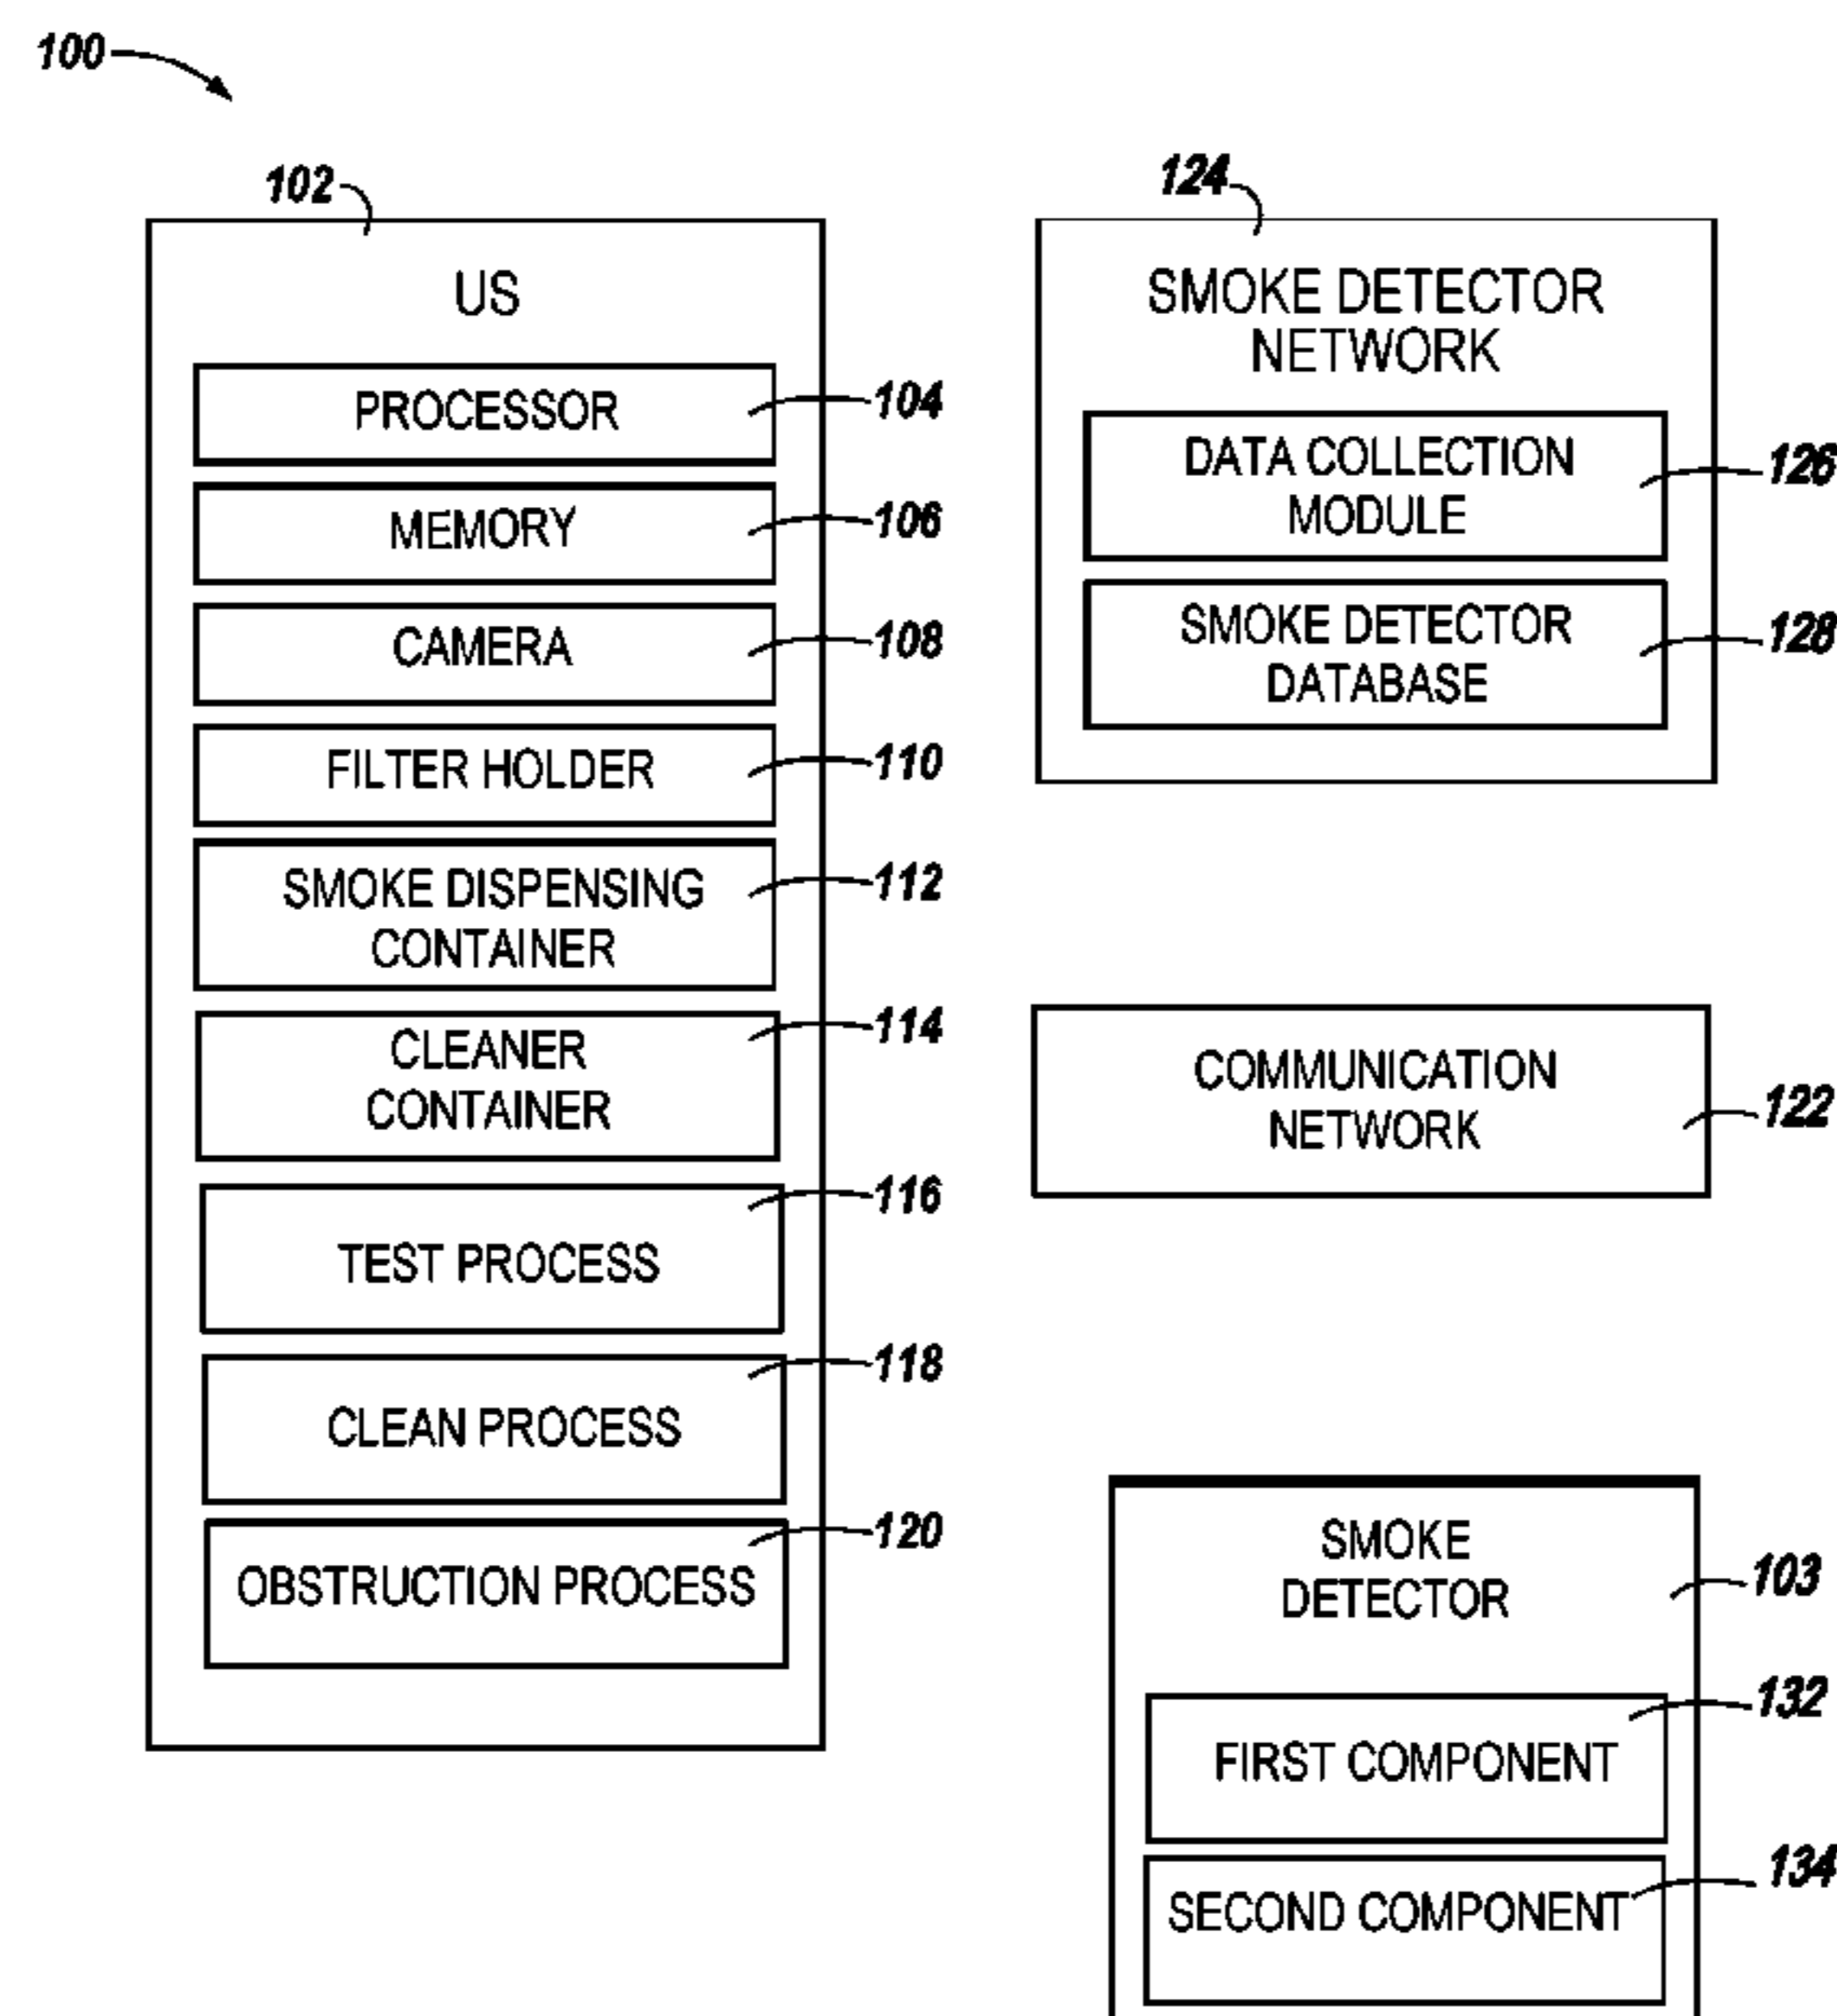 100
102
US
PROCESSOR
104
MEMORY
106
CAMERA
108
FILTER HOLDER
110
SMOKE DISPENSING
CONTAINER
112
CLEANER
CONTAINER
114
TEST PROCESS
116
CLEAN PROCESS
118
OBSTRUCTION PROCESS
120
124
SMOKE DETECTOR
NETWORK
DATA COLLECTION
MODULE
126
SMOKE DETECTOR
DATABASE
128
COMMUNICATION
NETWORK
122
SMOKE
DETECTOR
103
FIRST COMPONENT
132
SECOND COMPONENT
134